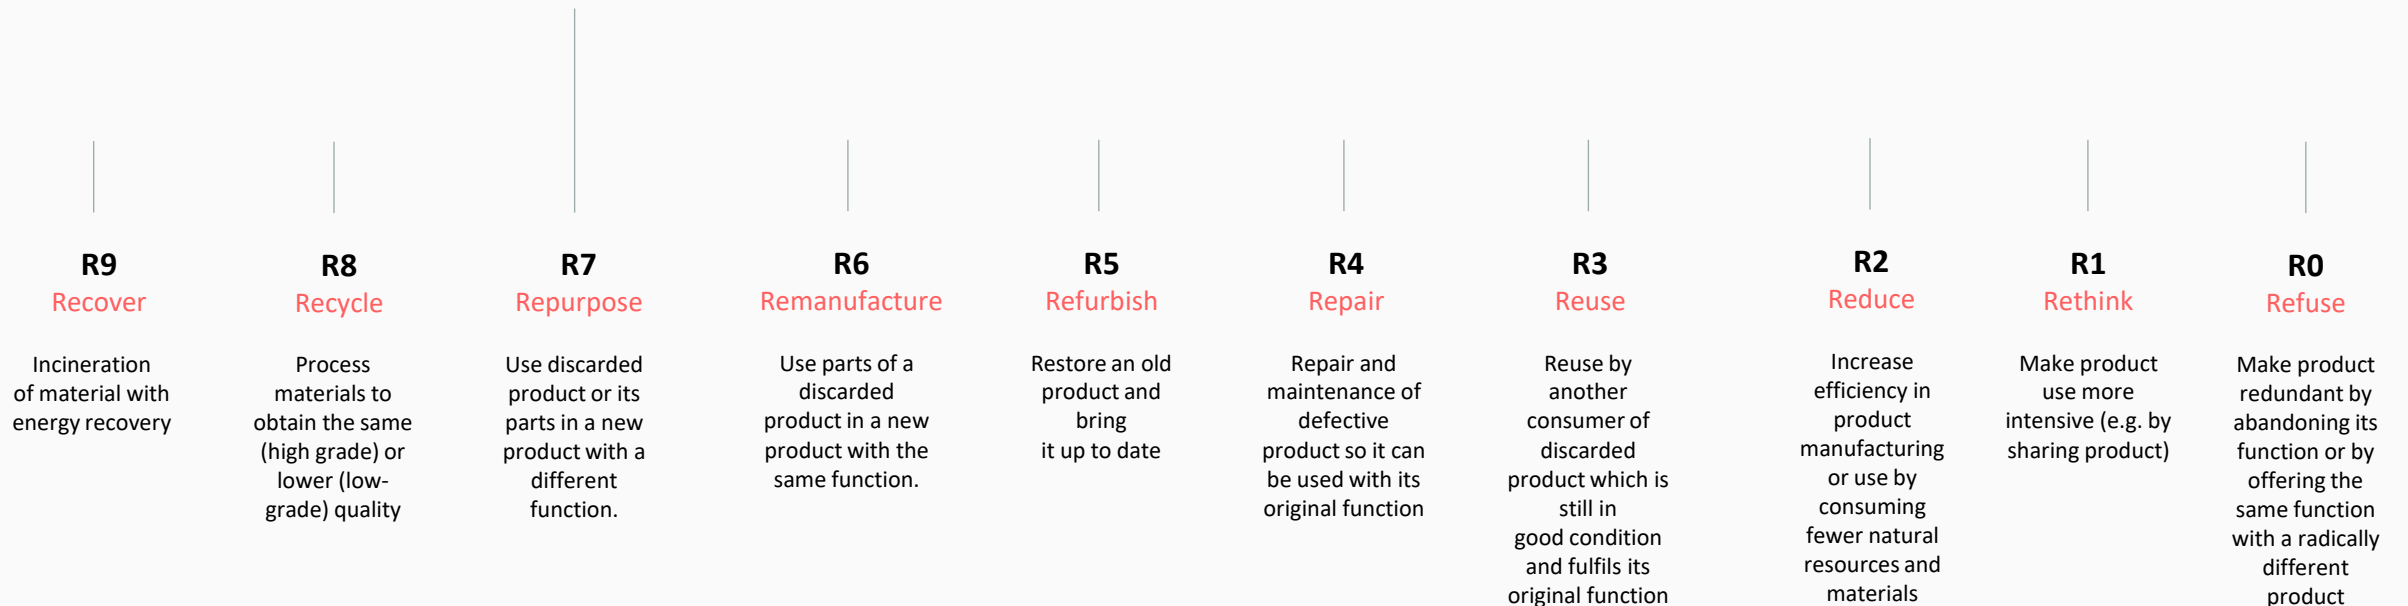 R9
Recover
Incineration
of material with
energy recovery
R8
Recycle
Process
materials to
obtain the same
(high grade) or
lower (low-
grade) quality
R7
Repurpose
Use discarded
product or its
parts in a new
product with a
different
function.
R6
Remanufacture
Use parts of a
discarded
product in a new
product with the
same function.
R5
Refurbish
Restore an old
product and
bring
it up to date
R4
Repair
Repair and
maintenance of
defective
product so it can
be used with its
original function
R3
Reuse
Reuse by
another
consumer of
discarded
product which is
still in
good condition
and fulfils its
original function
R2
Reduce
Increase
efficiency in
product
manufacturing
or use by
consuming
fewer natural
resources and
materials
R1
Rethink
Make product
use more
intensive (e.g. by
sharing product)
R0
Refuse
Make product
redundant by
abandoning its
function or by
offering the
same function
with a radically
different
product